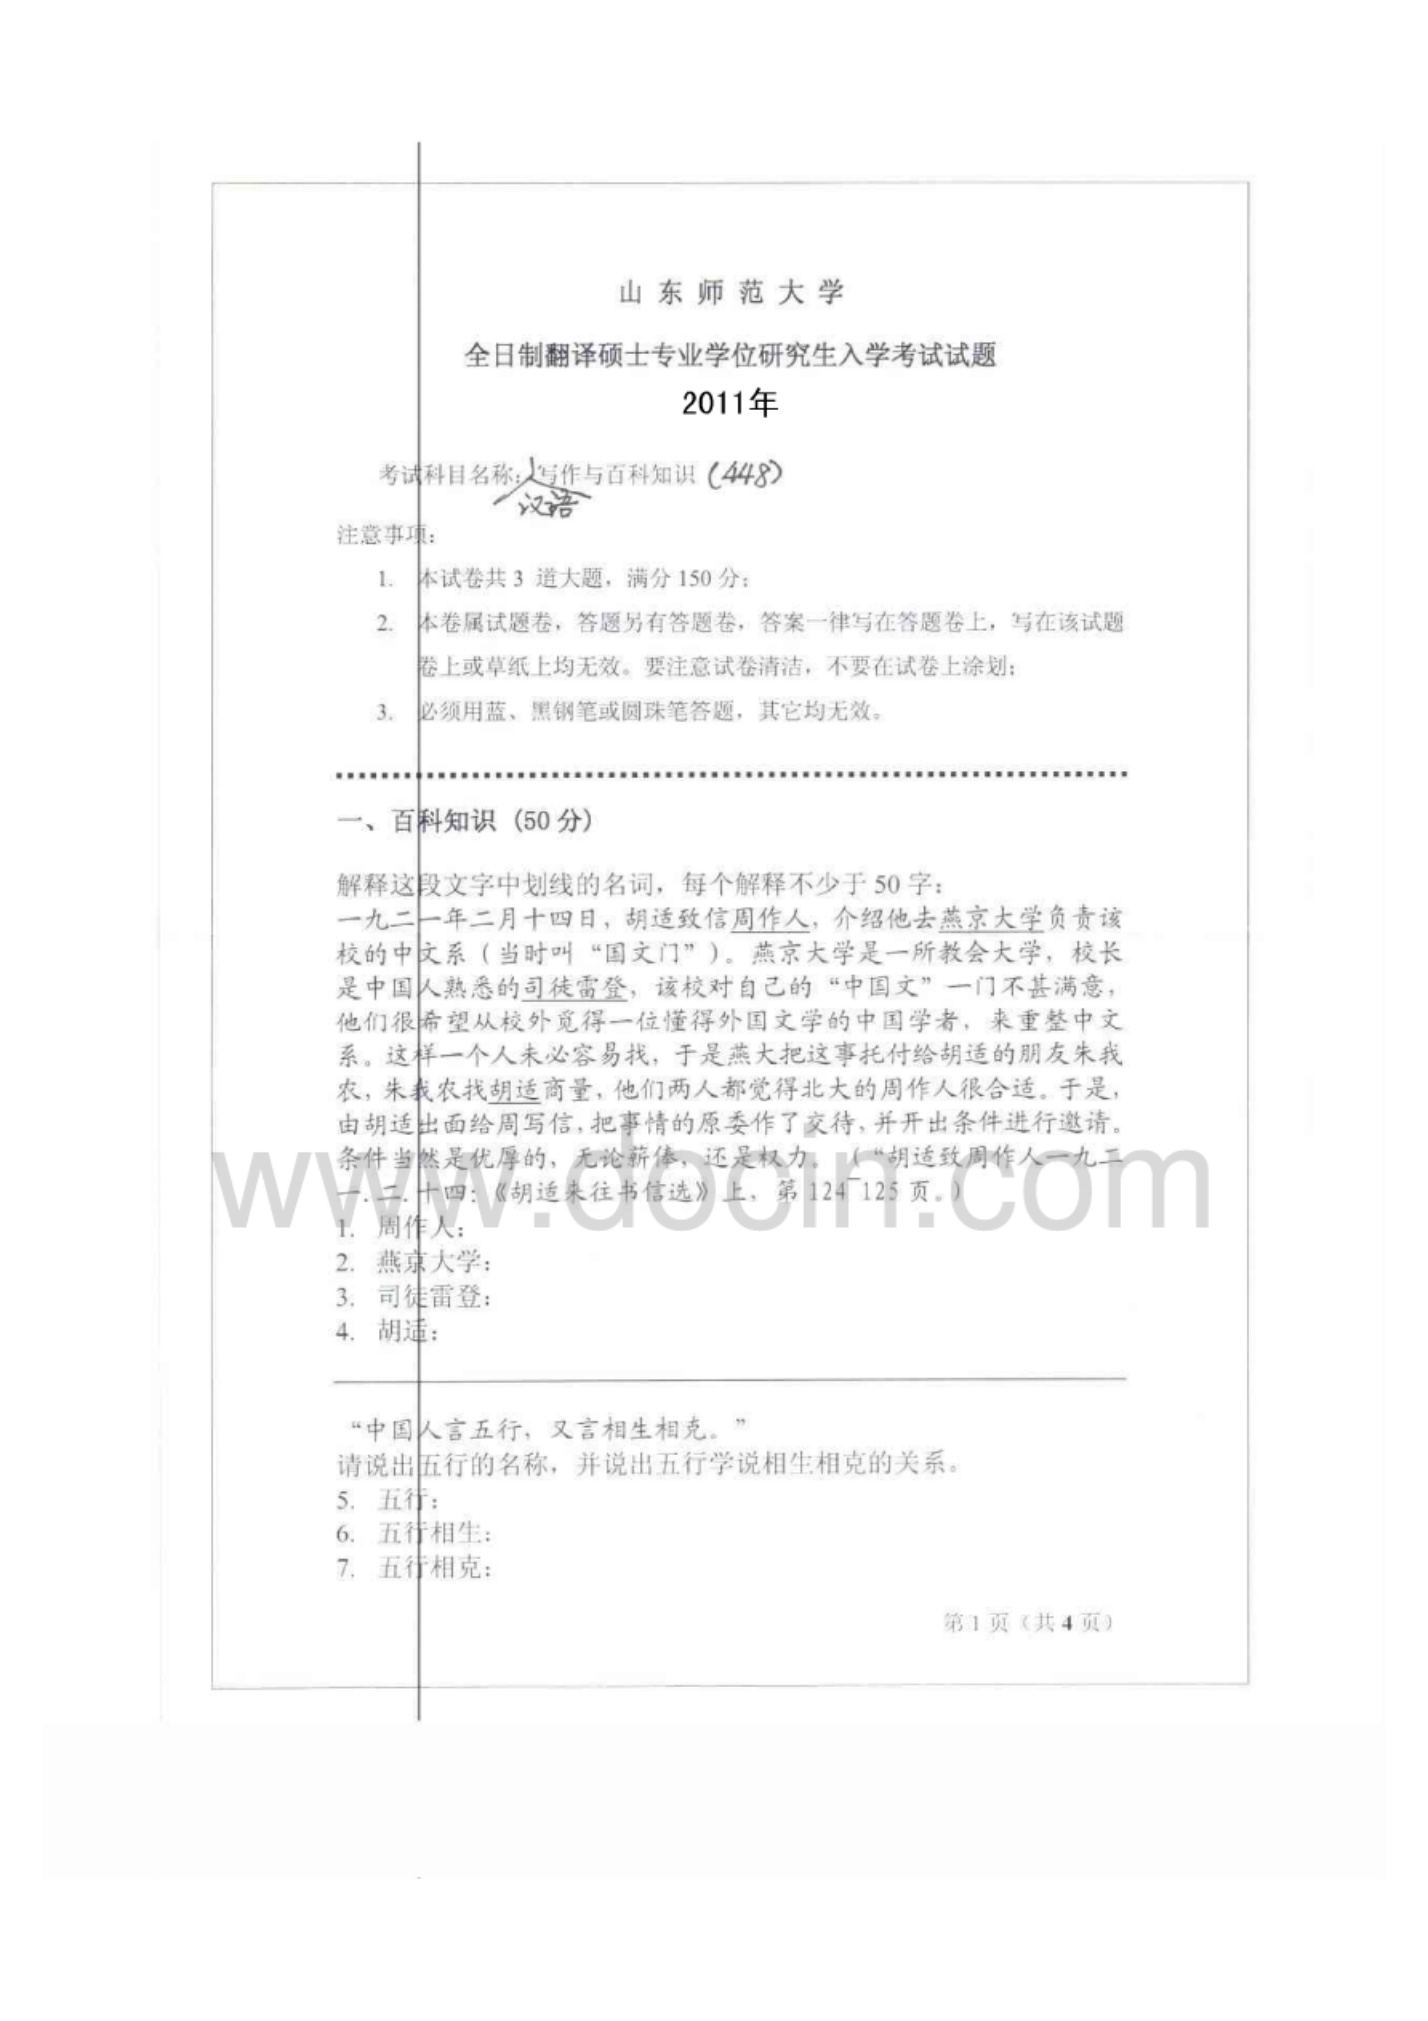 山东师范大学
全日制翻译硕士专业学位研究生入学考试试题
2011年
考试科目名称：写作与百科知识 (448)
汉语
注意事项：
1. 本试卷共 3 道大题，满分 150 分；
2. 本卷属试题卷，答题另有答题卷，答案一律写在答题卷上，写在该试题
卷上或草纸上均无效。要注意试卷清洁，不要在试卷上涂划；
3. 必须用蓝、黑钢笔或圆珠笔答题，其它均无效。
一、百科知识 (50 分)
解释这段文字中划线的名词，每个解释不少于 50 字：
一九二一年二月十四日，胡适致信周作人，介绍他去燕京大学负责该
校的中文系（当时叫“国文门”）。燕京大学是一所教会大学，校长
是中国人熟悉的司徒雷登，该校对自己的“中国文”一门不甚满意，
他们很希望从校外觅得一位懂得外国文学的中国学者，来重整中文
系。这样一个人未必容易找，于是燕大把这事托付给胡适的朋友朱我
农，朱我农找胡适商量，他们两人都觉得北大的周作人很合适。于是，
由胡适出面给周写信，把事情的原委作了交待，并开出条件进行邀请。
条件当然是优厚的，无论薪俸，还是权力。（“胡适致周作人一九二
一.二.十四：《胡适来往书信选》上，第 124-125 页。）
www.docin.com
1. 周作人：
2. 燕京大学：
3. 司徒雷登：
4. 胡适：
“中国人言五行，又言相生相克。”
请说出五行的名称，并说出五行学说相生相克的关系。
5. 五行：
6. 五行相生：
7. 五行相克：
第 1 页（共 4 页）